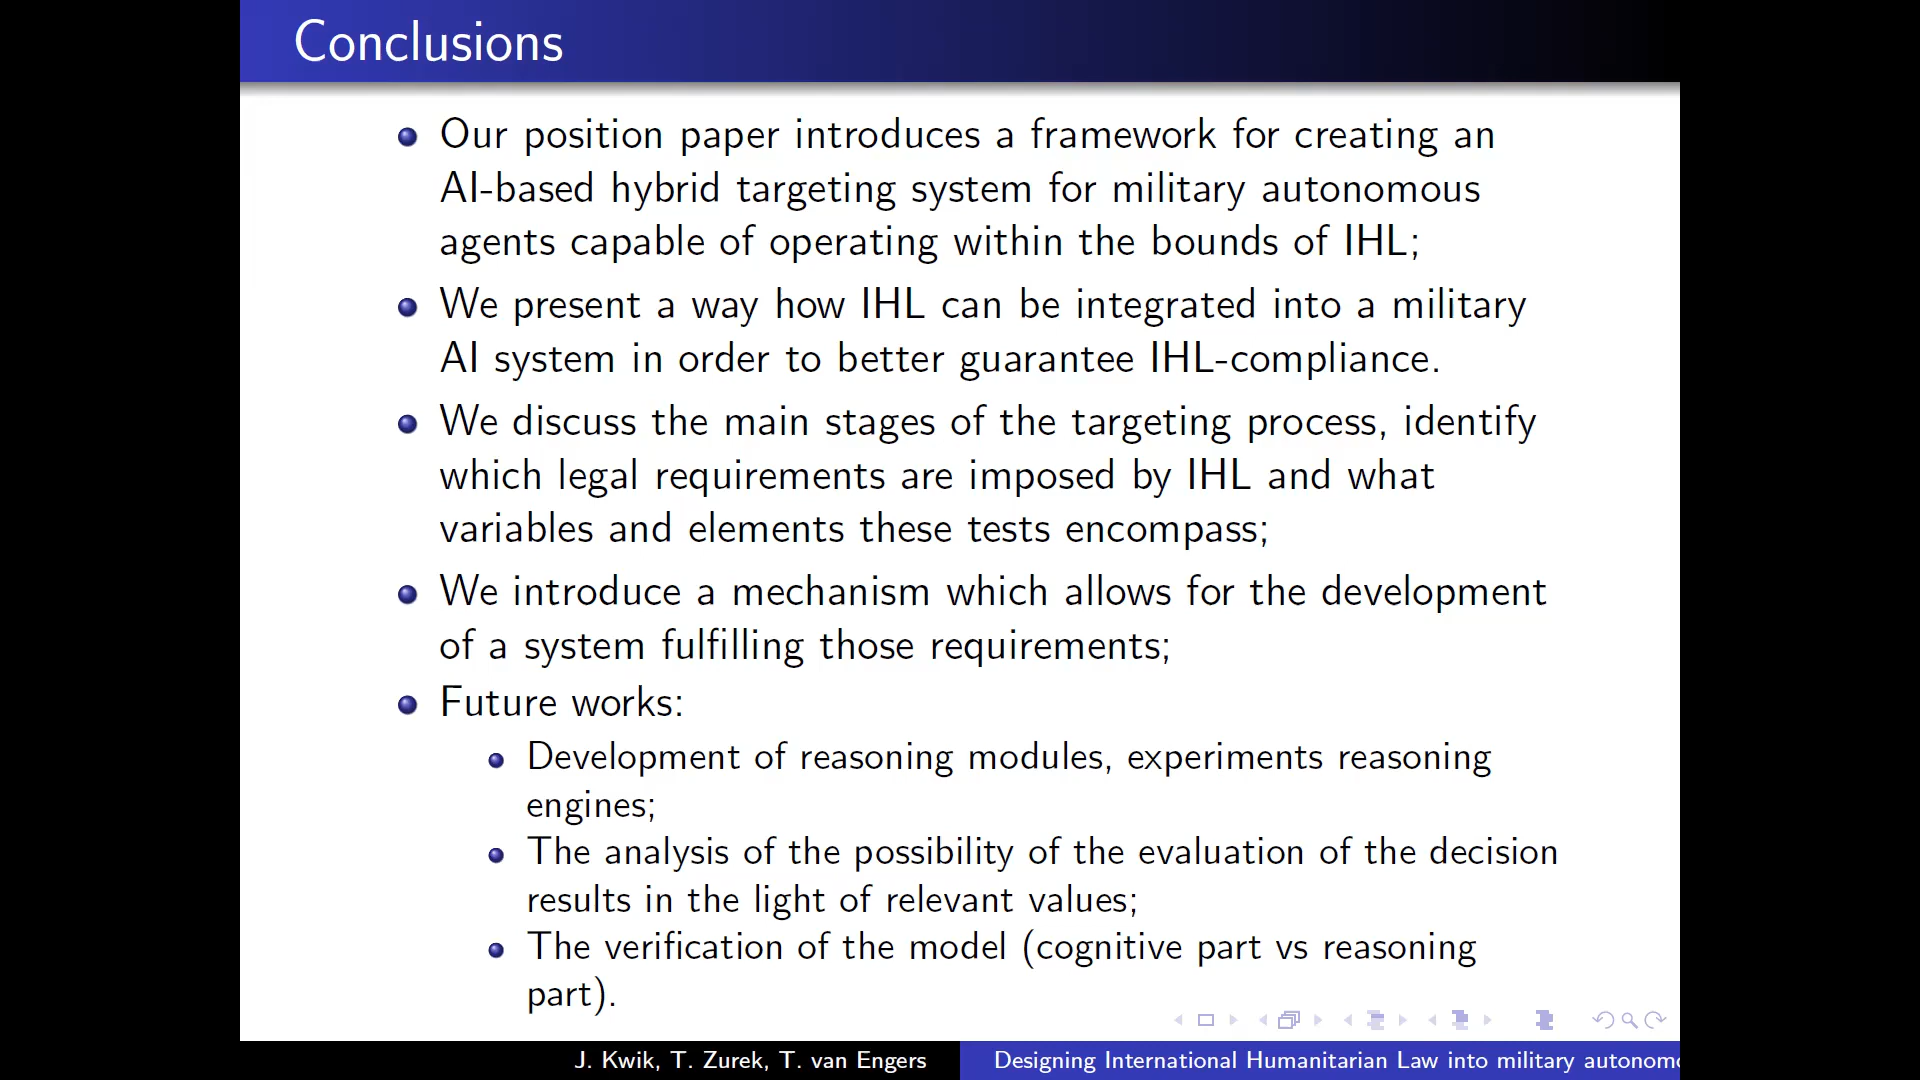 Conclusions
Our position paper introduces a framework for creating an
AI-based hybrid targeting system for military autonomous
agents capable of operating within the bounds of IHL;
We present a way how IHL can be integrated into a military
AI system in order to better guarantee IHL-compliance.
We discuss the main stages of the targeting process, identify
which legal requirements are imposed by IHL and what
variables and elements these tests encompass;
We introduce a mechanism which allows for the development
of a system fulfilling those requirements;
Future works:
Development of reasoning modules, experiments reasoning
engines;
The analysis of the possibility of the evaluation of the decision
results in the light of relevant values;
The verification of the model (cognitive part vs reasoning
part).
J. Kwik, T. Zurek, T. van Engers
Designing International Humanitarian Law into military